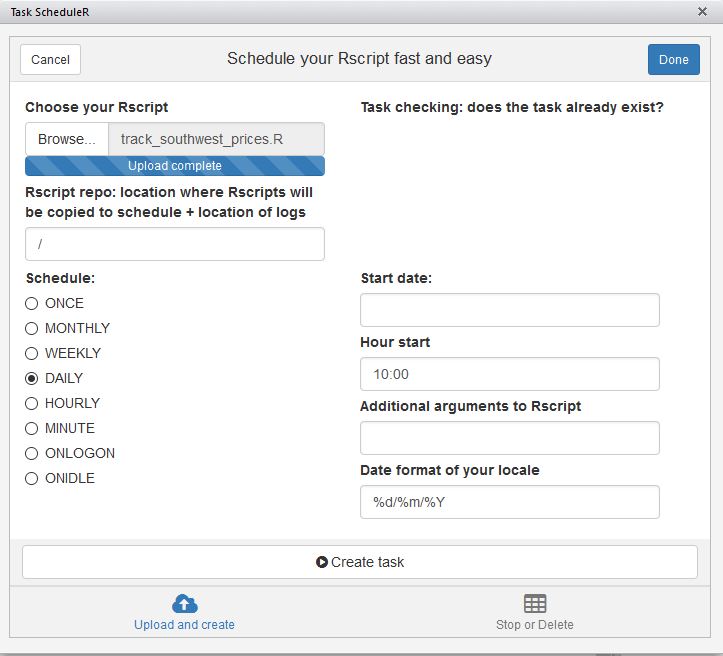 Task ScheduleR
Cancel
Schedule your Rscript fast and easy
Done
Choose your Rscript
Browse...
track_southwest_prices.R
Upload complete
Rscript repo: location where Rscripts will
be copied to schedule + location of logs
/
Task checking: does the task already exist?
Schedule:
ONCE
MONTHLY
WEEKLY
DAILY
HOURLY
MINUTE
ONLOGON
ONIDLE
Start date:
Hour start
10:00
Additional arguments to Rscript
Date format of your locale
%d/%m/%Y
Create task
Upload and create
Stop or Delete